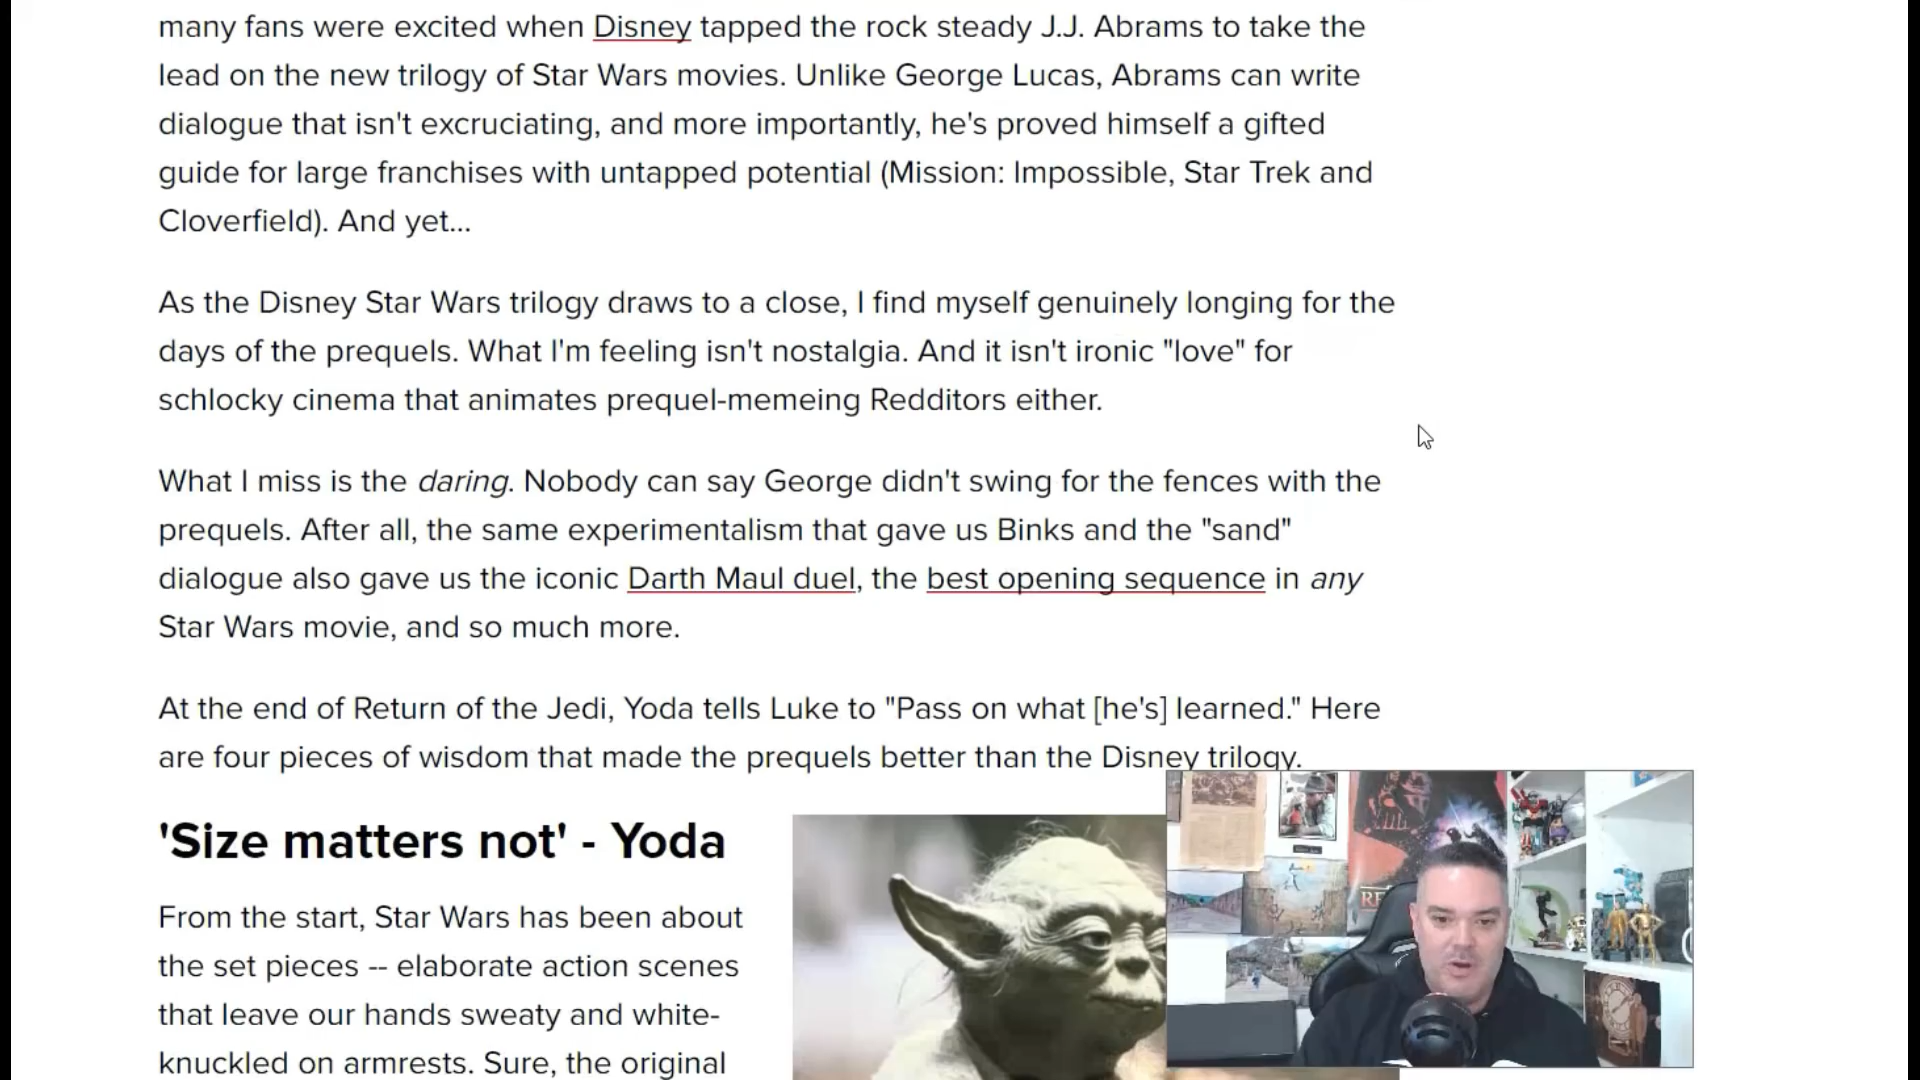 many fans were excited when Disney tapped the rock steady J.J. Abrams to take the
lead on the new trilogy of Star Wars movies. Unlike George Lucas, Abrams can write
dialogue that isn't excruciating, and more importantly, he's proved himself a gifted
guide for large franchises with untapped potential (Mission: Impossible, Star Trek and
Cloverfield). And yet...
As the Disney Star Wars trilogy draws to a close, I find myself genuinely longing for the
days of the prequels. What I'm feeling isn't nostalgia. And it isn't ironic "love" for
schlocky cinema that animates prequel-memeing Redditors either.
What I miss is the daring. Nobody can say George didn't swing for the fences with the
prequels. After all, the same experimentalism that gave us Binks and the "sand"
dialogue also gave us the iconic Darth Maul duel, the best opening sequence in any
Star Wars movie, and so much more.
At the end of Return of the Jedi, Yoda tells Luke to "Pass on what [he's] learned." Here
are four pieces of wisdom that made the prequels better than the Disney trilogy.
'Size matters not' - Yoda
From the start, Star Wars has been about
the set pieces -- elaborate action scenes
that leave our hands sweaty and white-
knuckled on armrests. Sure, the original
RE